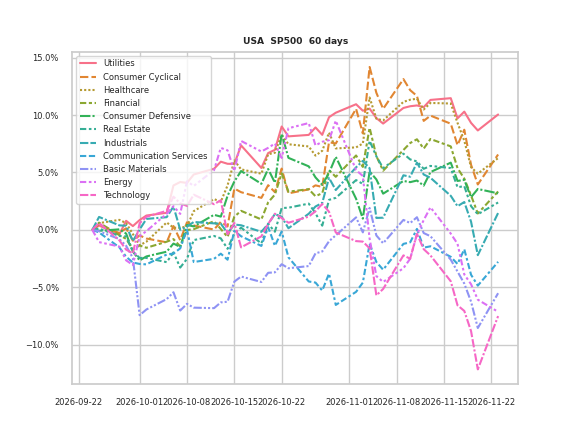 USA  SP500  60 days
15.0%
10.0%
5.0%
0.0%
−5.0%
−10.0%
Utilities
Consumer Cyclical
Healthcare
Financial
Consumer Defensive
Real Estate
Industrials
Communication Services
Basic Materials
Energy
Technology
2026-09-22 2026-10-01 2026-10-08 2026-10-15 2026-10-22 2026-11-01 2026-11-08 2026-11-15 2026-11-22